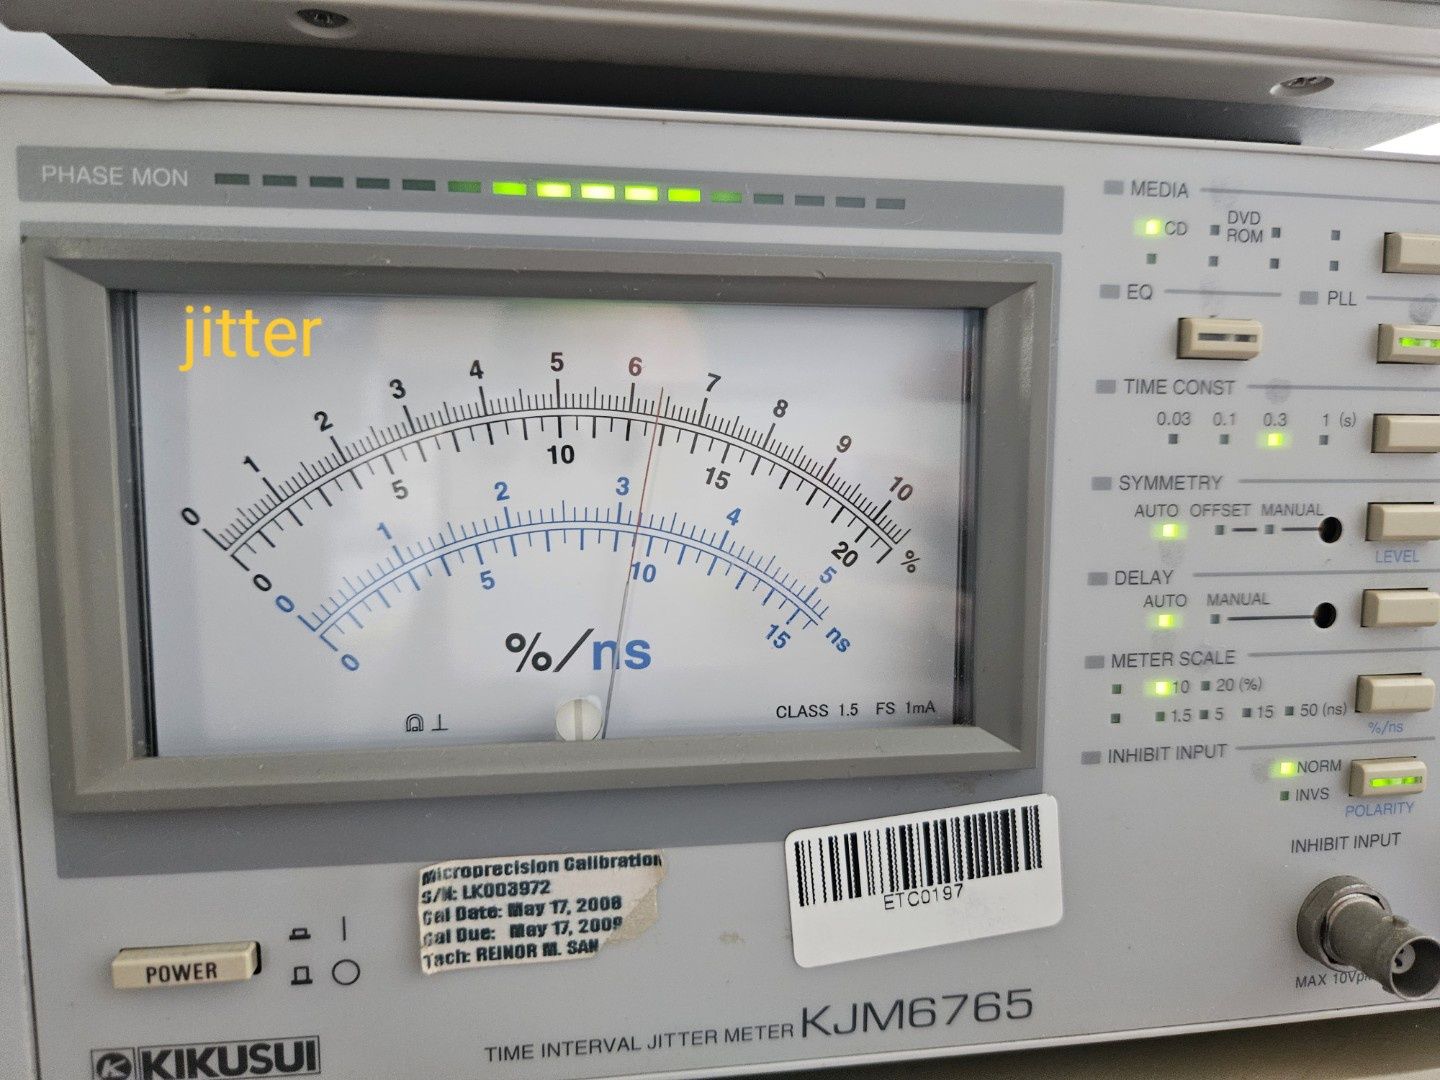 PHASE MON
jitter
0 1 2 3 4 5 6 7 8 9 10
0 5 10 15 20 %
0 1 2 3 4 5
0 5 10 15 ns
%/ns
CLASS 1.5 FS 1mA
MEDIA
CD DVD
ROM
EQ PLL
TIME CONST
0.03 0.1 0.3 1 (s)
SYMMETRY
AUTO OFFSET MANUAL
LEVEL
DELAY
AUTO MANUAL
METER SCALE
10 20 (%)
1.5 5 15 50 (ns)
%/ns
INHIBIT INPUT
NORM
INVS
POLARITY
INHIBIT INPUT
MAX 10Vp
Microprecision Calibration
S/N: LK003972
Cal Date: May 17, 2008
Cal Due: May 17, 2009
Tach: REINOR M. SAN
ETC0197
POWER
KIKUSUI
TIME INTERVAL JITTER METER KJM6765